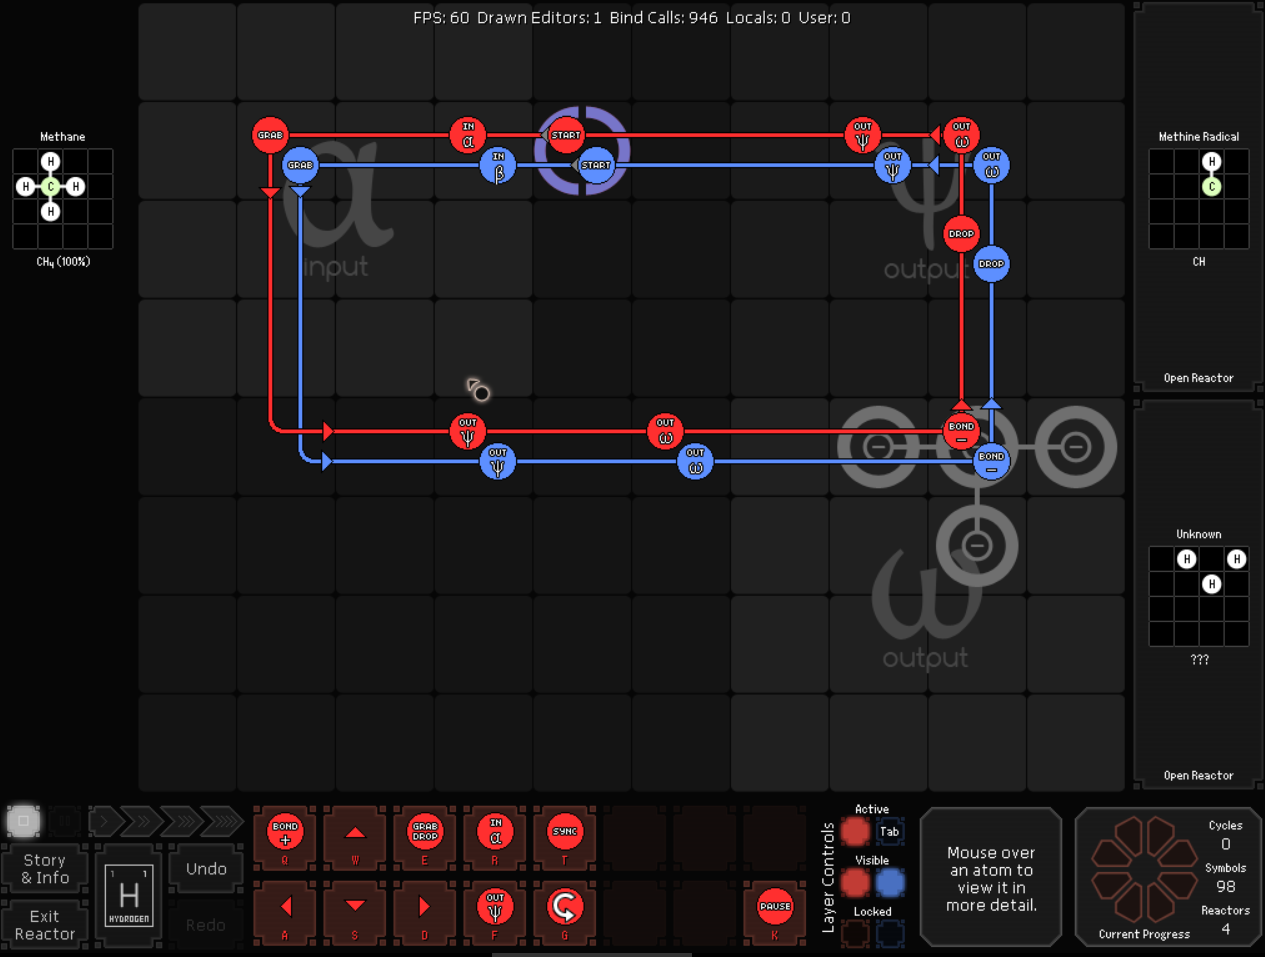 FPS: 60 Drawn Editors: 1 Bind Calls: 946 Locals: 0 User: 0
Methane
H
H C H
H
CH₄ (100%)
GRAB
IN
α
START
OUT
ψ
OUT
ω
GRAB
IN
β
START
OUT
ψ
OUT
ω
α
input
ψ
output
DROP
DROP
Methine Radical
H
C
CH
Open Reactor
OUT
ψ
OUT
ω
BOND
−
OUT
ψ
OUT
ω
BOND
−
ω
output
Unknown
H H
H
???
Open Reactor
Story
& Info
Exit
Reactor
1 1
H
HYDROGEN
Undo
Redo
BOND
+
Q
W
GRAB
DROP
E
IN
α
R
SYNC
T
A
S
D
OUT
ψ
F
G
PAUSE
K
Layer Controls
Active
Tab
Visible
Locked
Mouse over
an atom to
view it in
more detail.
Cycles
0
Symbols
98
Reactors
4
Current Progress